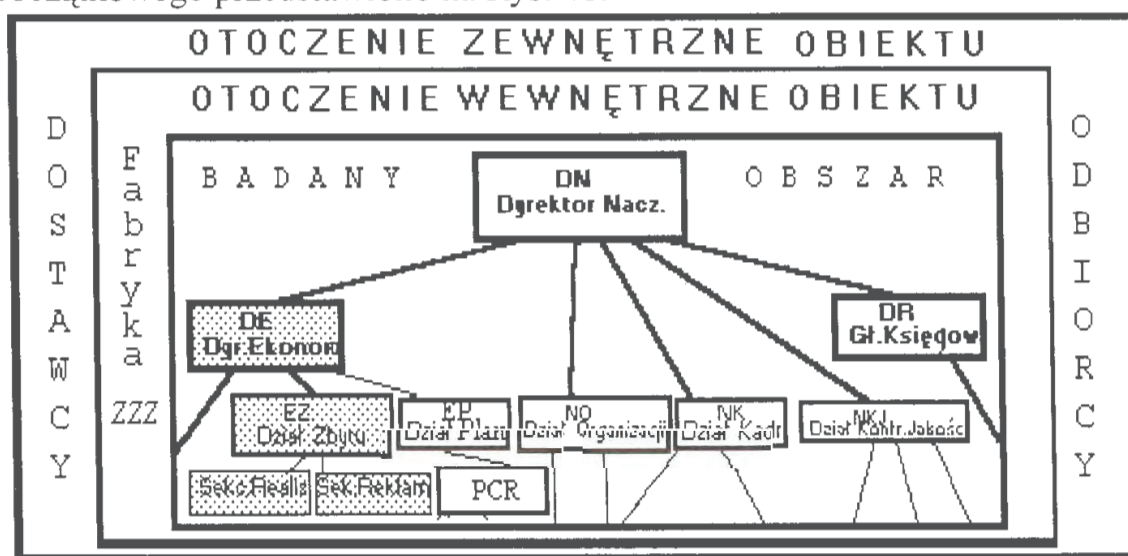 OTOCZENIE ZEWNĘTRZNE OBIEKTU
OTOCZENIE WEWNĘTRZNE OBIEKTU
DOSTAWCY
Fabryka
ZZZ
BADANY OBSZAR
DN
Dyrektor Nacz.
DE
Dyr.Ekonom
DR
Gł.Księgow
EZ
Dział Zbytu
EP
Dział Planu
NO
Dział Organizacji
NK
Dział Kadr
NKJ
Dział Kontr.Jakośc
Sek.Reklam
PCR
ODBIORCY